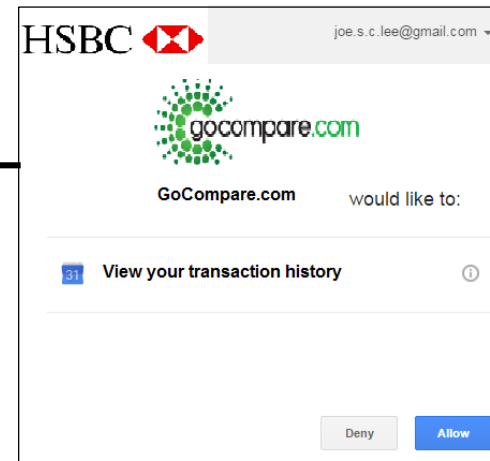 HSBC
joe.s.c.lee@gmail.com
gocompare.com
GoCompare.com would like to:
31 View your transaction history
Deny Allow